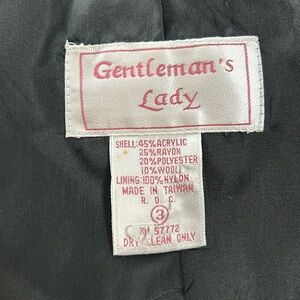 Gentleman's
Lady
SHELL:45% ACRYLIC
25% RAYON
20% POLYESTER
10% WOOL
LINING:100% NYLON
MADE IN TAIWAN
R. O. C.
3
RN 57772
DRY CLEAN ONLY